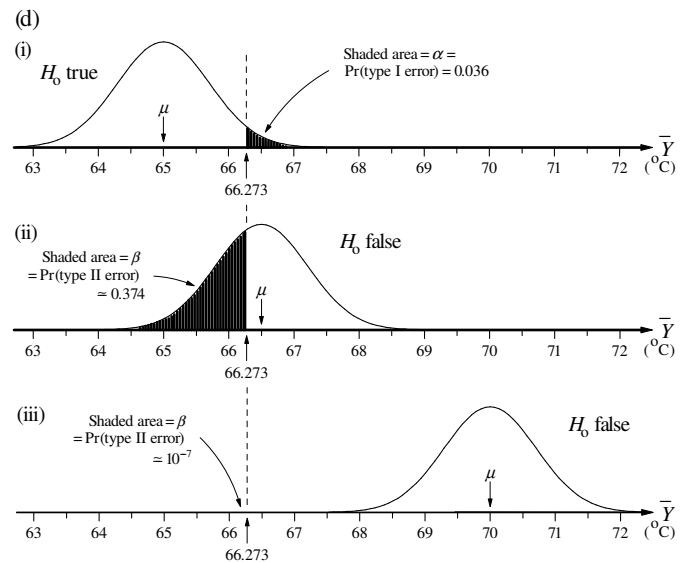 (d)
(i)
H₀ true
Shaded area = α =
Pr(type I error) = 0.036
μ
63 64 65 66 67 68 69 70 71 72
Y̅
(°C)
66.273
(ii)
H₀ false
Shaded area = β
= Pr(type II error)
≃ 0.374
μ
63 64 65 66 67 68 69 70 71 72
Y̅
(°C)
66.273
(iii)
Shaded area = β
= Pr(type II error)
≃ 10⁻⁷
H₀ false
μ
63 64 65 66 67 68 69 70 71 72
Y̅
(°C)
66.273